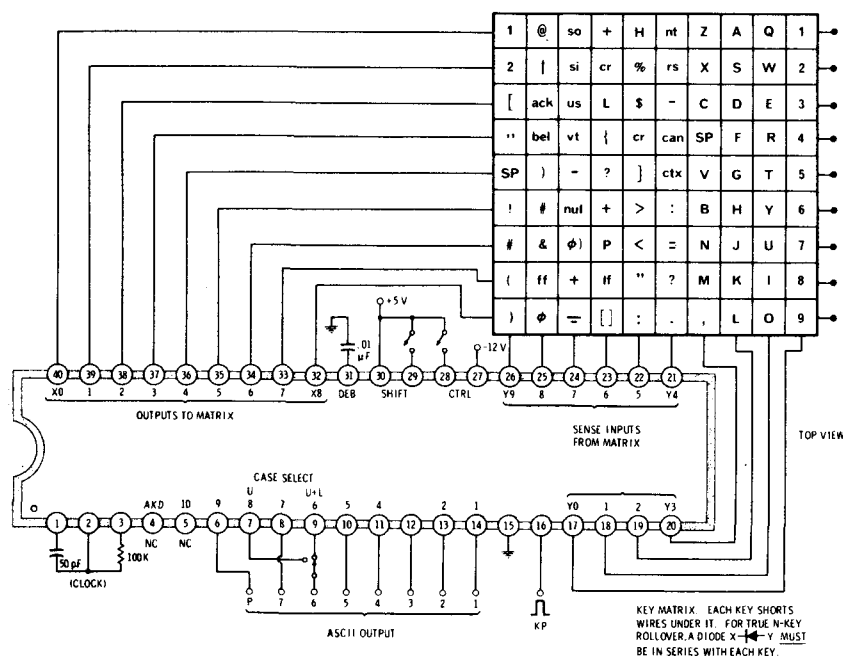 1 @ so + H nt Z A Q 1
2 | si cr % rs X S W 2
[ ack us L $ - C D E 3
" bel vt { cr can SP F R 4
SP ) - ? ] ctx V G T 5
! # nul + > : B H Y 6
# & φ) P < = N J U 7
( ff + lf " ? M K I 8
) φ = [ ] : . , L O 9
+5 V
.01 μF
-12 V
40 39 38 37 36 35 34 33 32 31 30 29 28 27 26 25 24 23 22 21
X0 1 2 3 4 5 6 7 X8 DEB SHIFT CTRL Y9 8 7 6 5 Y4
OUTPUTS TO MATRIX
SENSE INPUTS
FROM MATRIX
TOP VIEW
CASE SELECT
AKD 10 9 U 8 7 U+L 6 5 4 3 2 1 Y0 1 2 Y3
1 2 3 4 5 6 7 8 9 10 11 12 13 14 15 16 17 18 19 20
NC NC
50 pF 100K
(CLOCK)
P 7 6 5 4 3 2 1
KP
ASCII OUTPUT
KEY MATRIX. EACH KEY SHORTS
WIRES UNDER IT. FOR TRUE N-KEY
ROLLOVER, A DIODE X Y MUST
BE IN SERIES WITH EACH KEY.